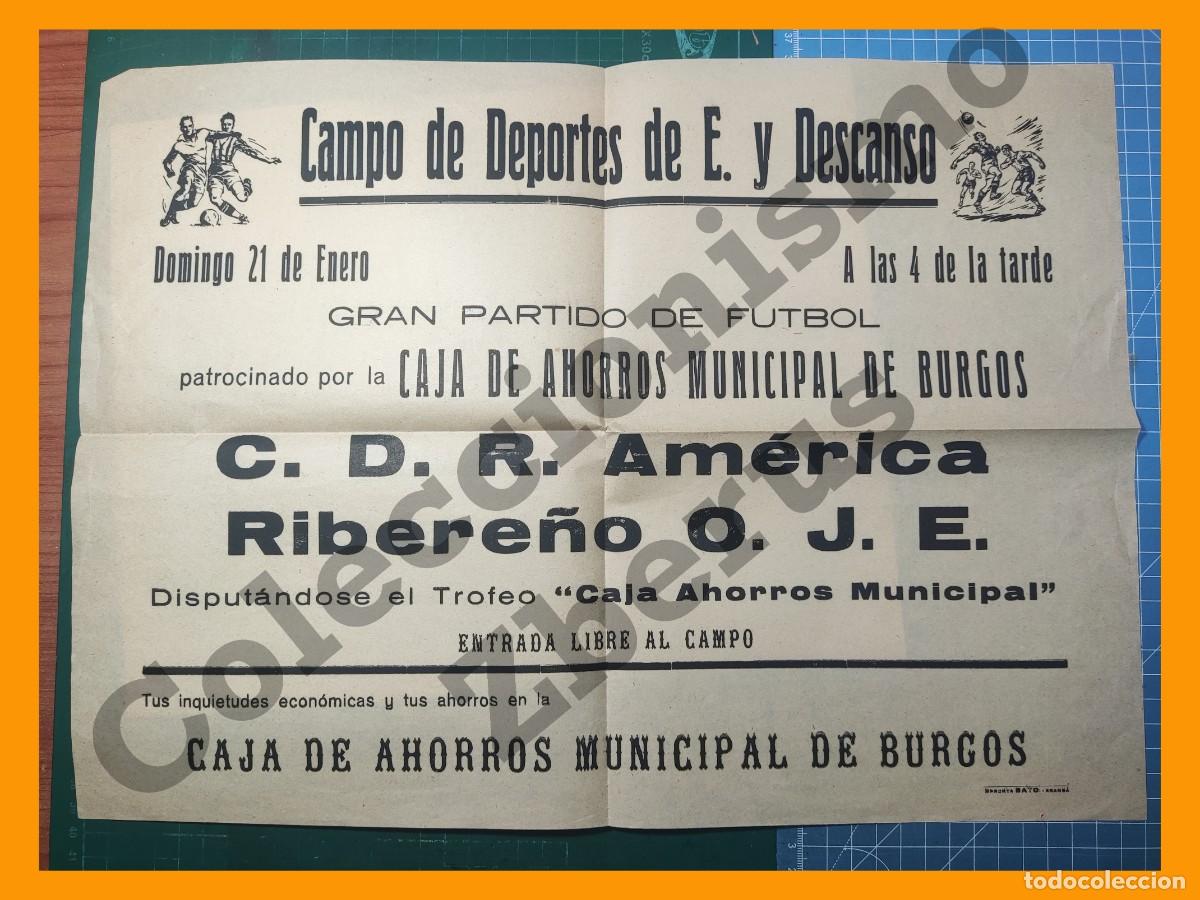 Campo de Deportes de E. y Descanso
Domingo 21 de Enero
A las 4 de la tarde
GRAN PARTIDO DE FUTBOL
patrocinado por la CAJA DE AHORROS MUNICIPAL DE BURGOS
C. D. R. América
Ribereño O. J. E.
Disputándose el Trofeo "Caja Ahorros Municipal"
ENTRADA LIBRE AL CAMPO
Tus inquietudes económicas y tus ahorros en la
CAJA DE AHORROS MUNICIPAL DE BURGOS
Coleccionismo
Zberus
todocoleccion